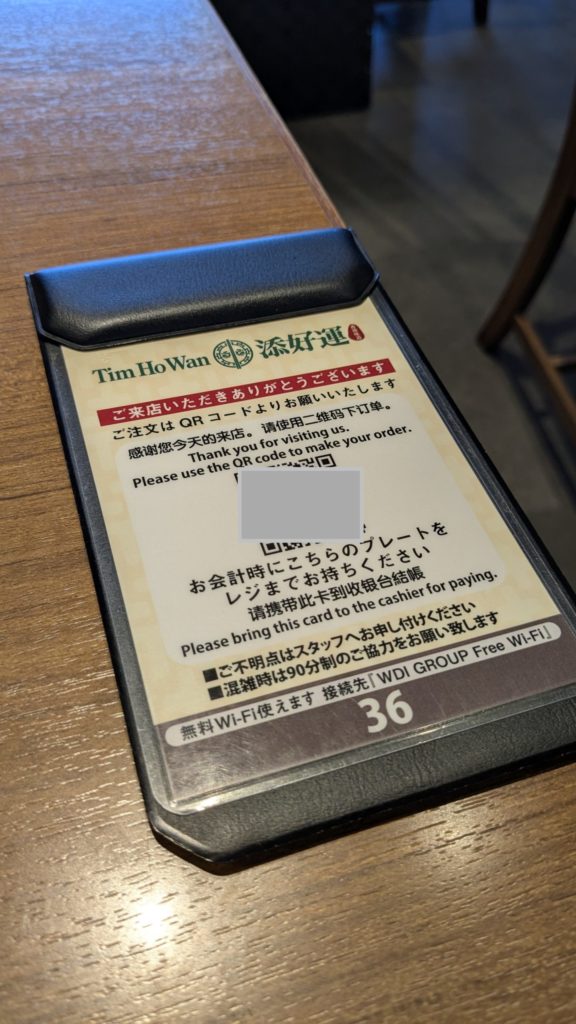 Tim Ho Wan 添好運
ご来店いただきありがとうございます
ご注文は QR コードよりお願いいたします
感谢您今天的来店。请使用二维码下订单。
Thank you for visiting us.
Please use the QR code to make your order.
お会計時にこちらのプレートを
レジまでお持ちください
请携带此卡到收银台結帳
Please bring this card to the cashier for paying.
■ご不明点はスタッフへお申し付けください
■混雑時は90分制のご協力をお願い致します
無料Wi-Fi使えます 接続先『WDI GROUP Free Wi-Fi』
36